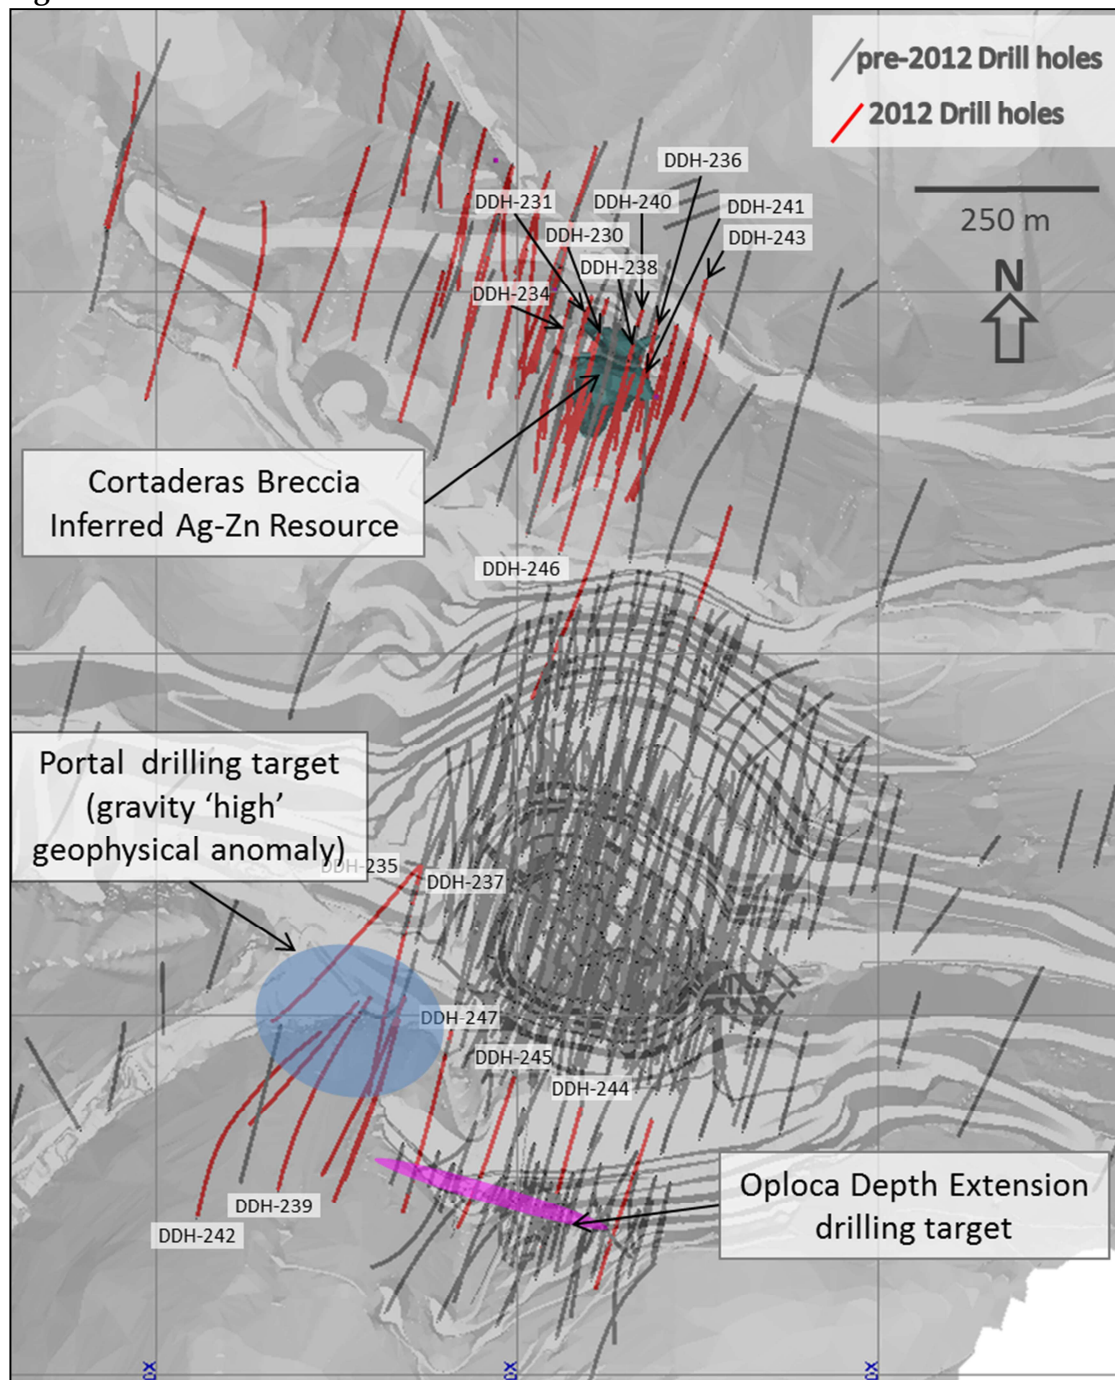 pre-2012 Drill holes
2012 Drill holes
250 m
N
DDH-236
DDH-231
DDH-240
DDH-241
DDH-230
DDH-243
DDH-238
DDH-234
Cortaderas Breccia
Inferred Ag-Zn Resource
DDH-246
Portal drilling target
(gravity ‘high’
geophysical anomaly)
DDH-235
DDH-237
DDH-247
DDH-245
DDH-244
Oploca Depth Extension
drilling target
DDH-239
DDH-242